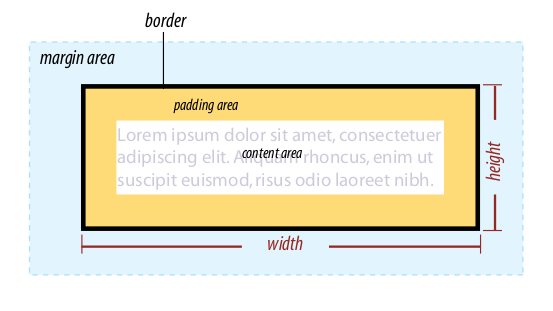 border
margin area
padding area
Lorem ipsum dolor sit amet, consectetuer
adipiscing elit. Aliquam rhoncus, enim ut
content area
suscipit euismod, risus odio laoreet nibh.
height
width